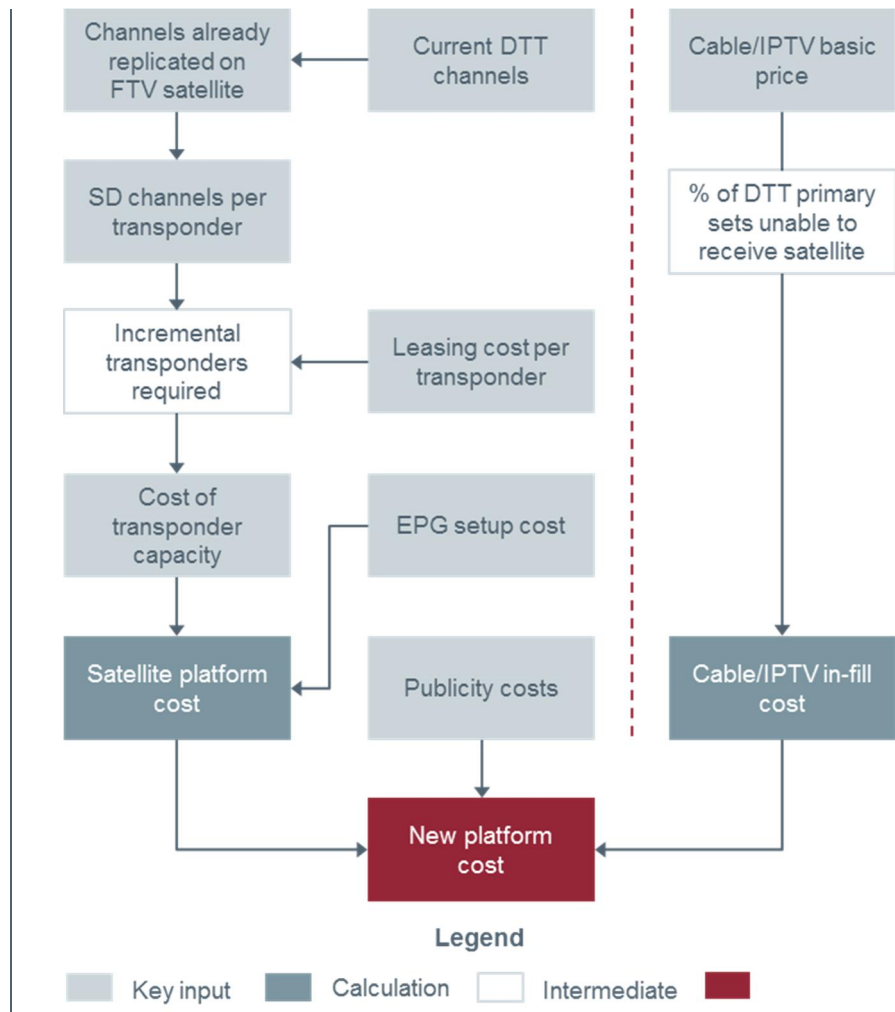 Channels already
replicated on
FTV satellite
Current DTT
channels
Cable/IPTV basic
price
SD channels per
transponder
% of DTT primary
sets unable to
receive satellite
Incremental
transponders
required
Leasing cost per
transponder
Cost of
transponder
capacity
EPG setup cost
Satellite platform
cost
Publicity costs
Cable/IPTV in-fill
cost
New platform
cost
Legend
Key input
Calculation
Intermediate